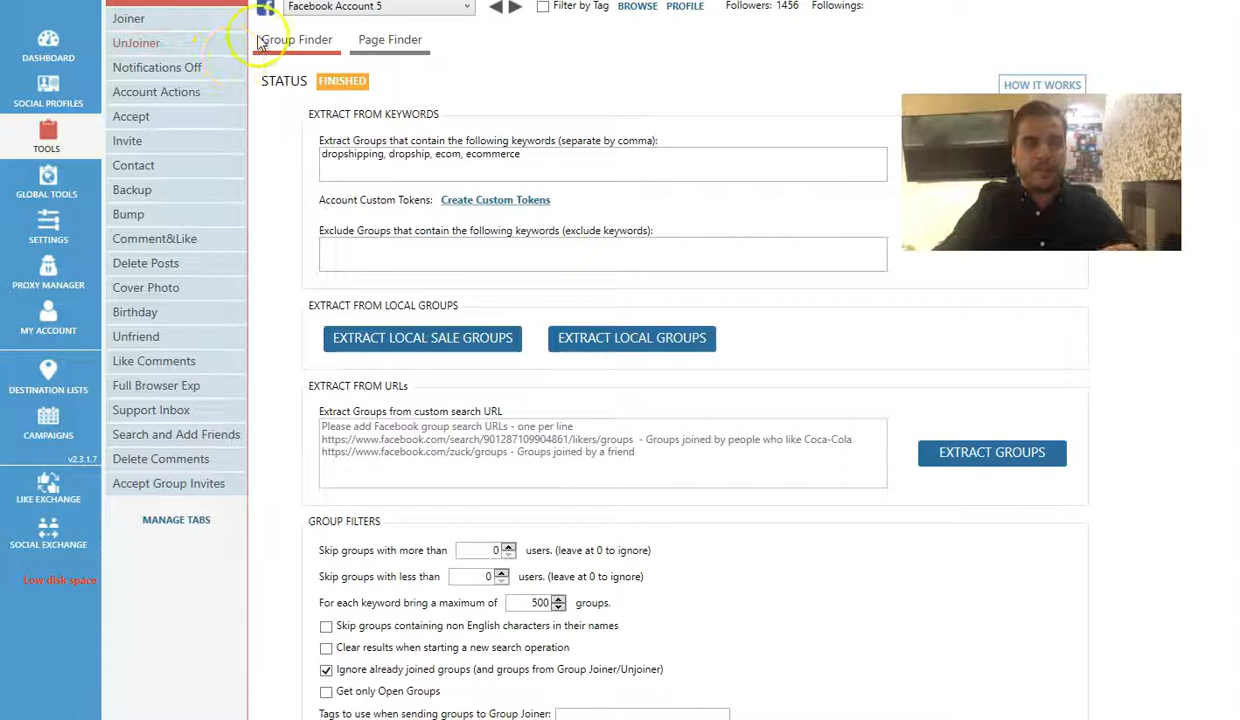 Facebook Account 5
Filter by Tag
BROWSE
PROFILE
Followers: 1456
Followings:
Joiner
UnJoiner
Notifications Off
Account Actions
Accept
Invite
Contact
Backup
Bump
Comment&Like
Delete Posts
Cover Photo
Birthday
Unfriend
Like Comments
Full Browser Exp
Support Inbox
Search and Add Friends
Delete Comments
Accept Group Invites
MANAGE TABS
DASHBOARD
SOCIAL PROFILES
TOOLS
GLOBAL TOOLS
SETTINGS
PROXY MANAGER
MY ACCOUNT
DESTINATION LISTS
CAMPAIGNS
v2.3.1.7
LIKE EXCHANGE
SOCIAL EXCHANGE
Low disk space
Group Finder
Page Finder
STATUS
FINISHED
HOW IT WORKS
EXTRACT FROM KEYWORDS
Extract Groups that contain the following keywords (separate by comma):
dropshipping, dropship, ecom, ecommerce
Account Custom Tokens: Create Custom Tokens
Exclude Groups that contain the following keywords (exclude keywords):
EXTRACT FROM LOCAL GROUPS
EXTRACT LOCAL SALE GROUPS
EXTRACT LOCAL GROUPS
EXTRACT FROM URLs
Extract Groups from custom search URL
Please add Facebook group search URLs - one per line
https://www.facebook.com/search/901287109904861/likers/groups - Groups joined by people who like Coca-Cola
https://www.facebook.com/zuck/groups - Groups joined by a friend
EXTRACT GROUPS
GROUP FILTERS
Skip groups with more than 0 users. (leave at 0 to ignore)
Skip groups with less than 0 users. (leave at 0 to ignore)
For each keyword bring a maximum of 500 groups.
Skip groups containing non English characters in their names
Clear results when starting a new search operation
Ignore already joined groups (and groups from Group Joiner/Unjoiner)
Get only Open Groups
Tags to use when sending groups to Group Joiner: